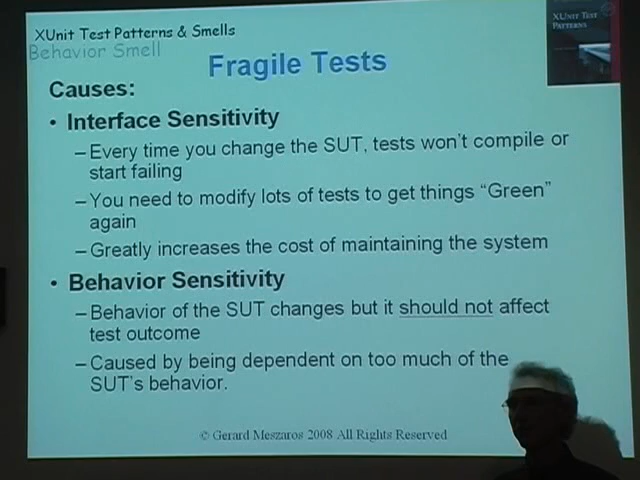 XUnit Test Patterns & Smells
Behavior Smell
XUNIT TEST
PATTERNS
Fragile Tests
Causes:
• Interface Sensitivity
– Every time you change the SUT, tests won't compile or
start failing
– You need to modify lots of tests to get things “Green”
again
– Greatly increases the cost of maintaining the system
• Behavior Sensitivity
– Behavior of the SUT changes but it should not affect
test outcome
– Caused by being dependent on too much of the
SUT's behavior.
© Gerard Meszaros 2008 All Rights Reserved